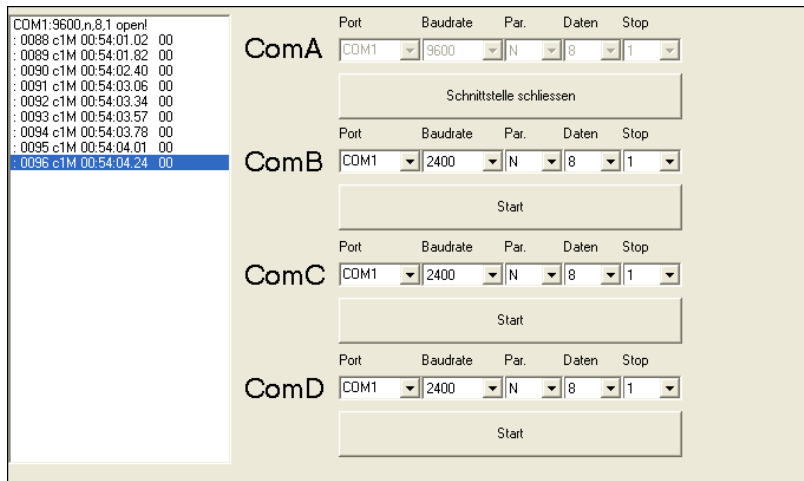 COM1:9600,n,8,1 open!
: 0088 c1M 00:54:01.02 00
: 0089 c1M 00:54:01.82 00
: 0090 c1M 00:54:02.40 00
: 0091 c1M 00:54:03.06 00
: 0092 c1M 00:54:03.34 00
: 0093 c1M 00:54:03.57 00
: 0094 c1M 00:54:03.78 00
: 0095 c1M 00:54:04.01 00
: 0096 c1M 00:54:04.24 00
Port Baudrate Par. Daten Stop
ComA COM1 9600 N 8 1
Schnittstelle schliessen
Port Baudrate Par. Daten Stop
ComB COM1 2400 N 8 1
Start
Port Baudrate Par. Daten Stop
ComC COM1 2400 N 8 1
Start
Port Baudrate Par. Daten Stop
ComD COM1 2400 N 8 1
Start